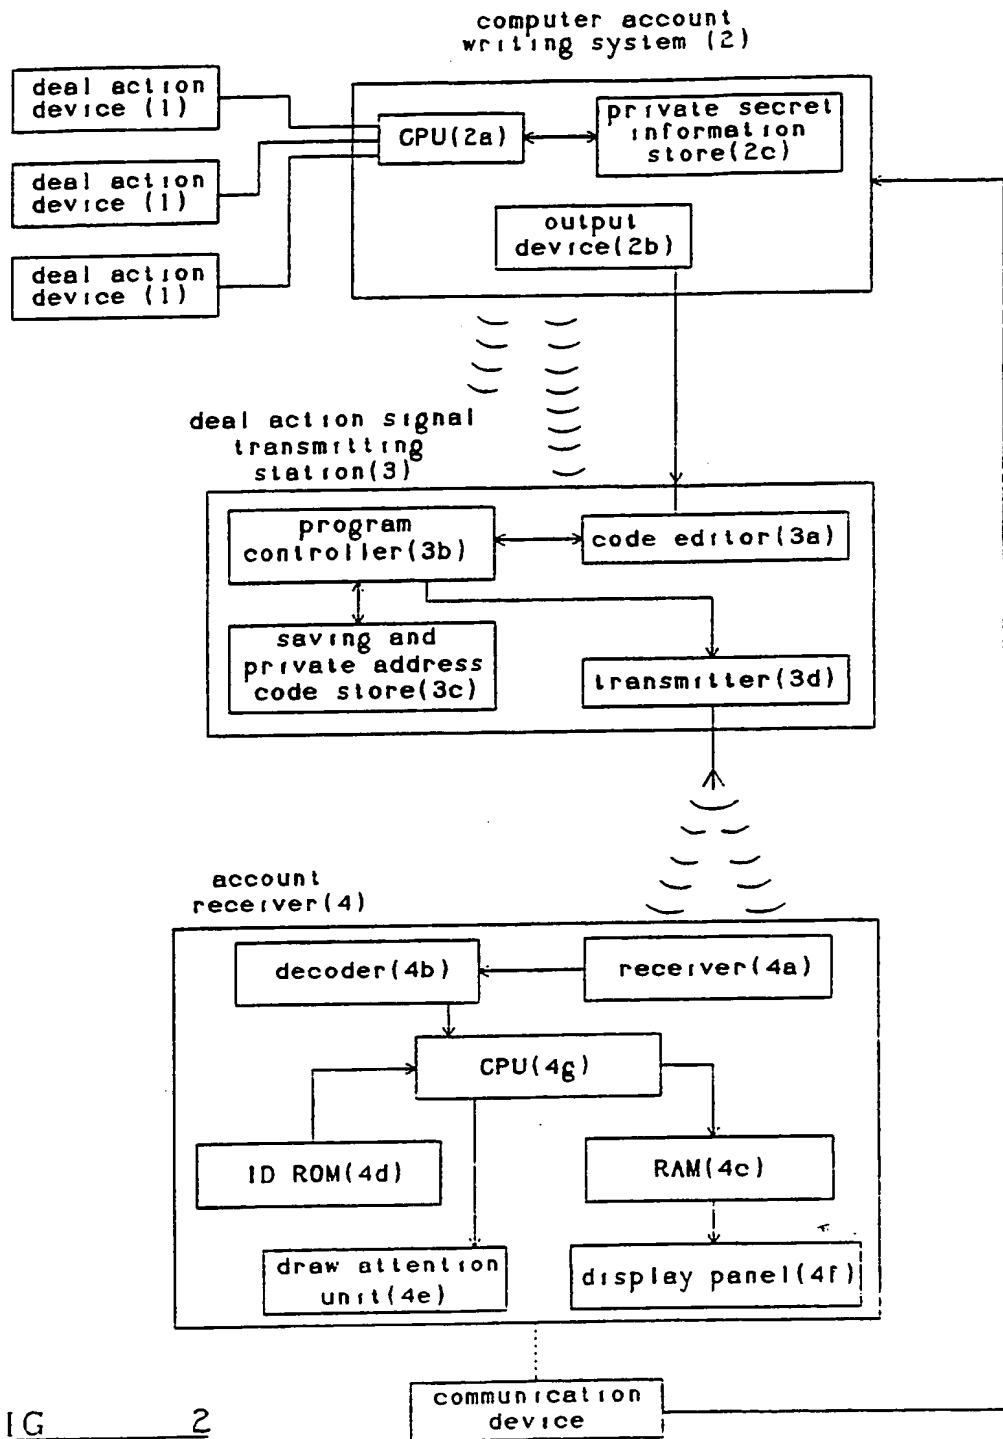 computer account
writing system (2)
deal action
device (1)
CPU(2a)
private secret
information
store(2c)
deal action
device (1)
output
device(2b)
deal action
device (1)
deal action signal
transmitting
station(3)
program
controller(3b)
code editor(3a)
saving and
private address
code store(3c)
transmitter(3d)
account
receiver(4)
decoder(4b)
receiver(4a)
CPU(4g)
ID ROM(4d)
RAM(4c)
draw attention
unit(4e)
display panel(4f)
communication
device
IG 2